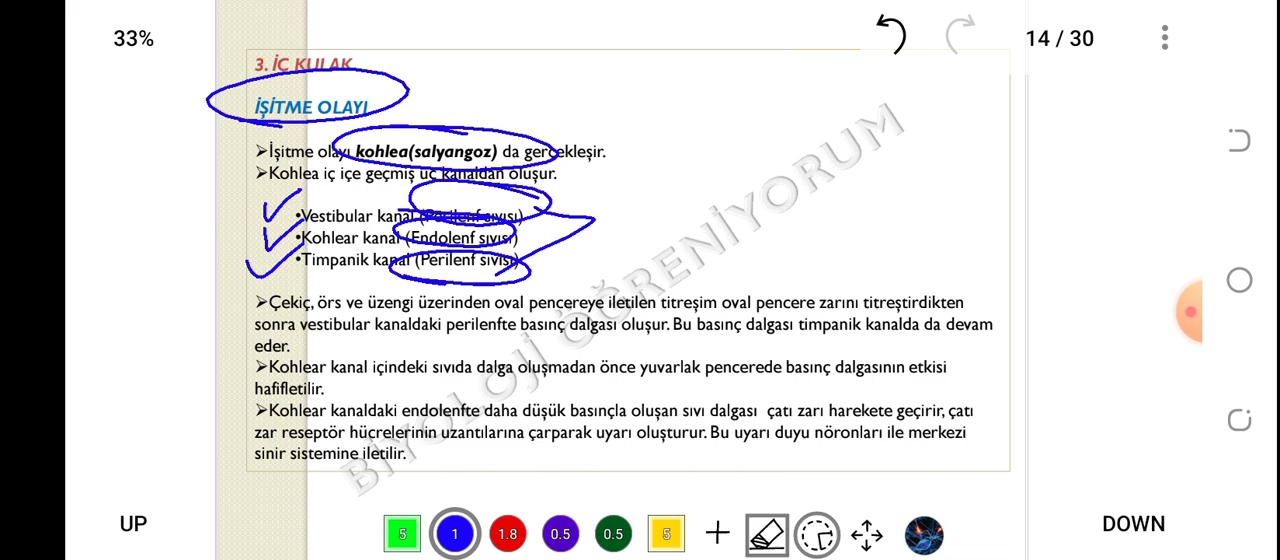 33%
14 / 30
3. İÇ KULAK
İŞİTME OLAYI
➢İşitme olayı kohlea(salyangoz) da gerçekleşir.
➢Kohlea iç içe geçmiş üç kanaldan oluşur.
•Vestibular kanal (Perilenf sıvısı)
•Kohlear kanal (Endolenf sıvısı)
•Timpanik kanal (Perilenf sıvısı)
➢Çekiç, örs ve üzengi üzerinden oval pencereye iletilen titreşim oval pencere zarını titreştirdikten
sonra vestibular kanaldaki perilenfte basınç dalgası oluşur. Bu basınç dalgası timpanik kanalda da devam
eder.
➢Kohlear kanal içindeki sıvıda dalga oluşmadan önce yuvarlak pencerede basınç dalgasının etkisi
hafifletilir.
➢Kohlear kanaldaki endolenfte daha düşük basınçla oluşan sıvı dalgası çatı zarı harekete geçirir, çatı
zar reseptör hücrelerinin uzantılarına çarparak uyarı oluşturur. Bu uyarı duyu nöronları ile merkezi
sinir sistemine iletilir.
BİYOLOJİ ÖĞRENİYORUM
UP
5
1
1.8
0.5
0.5
5
DOWN